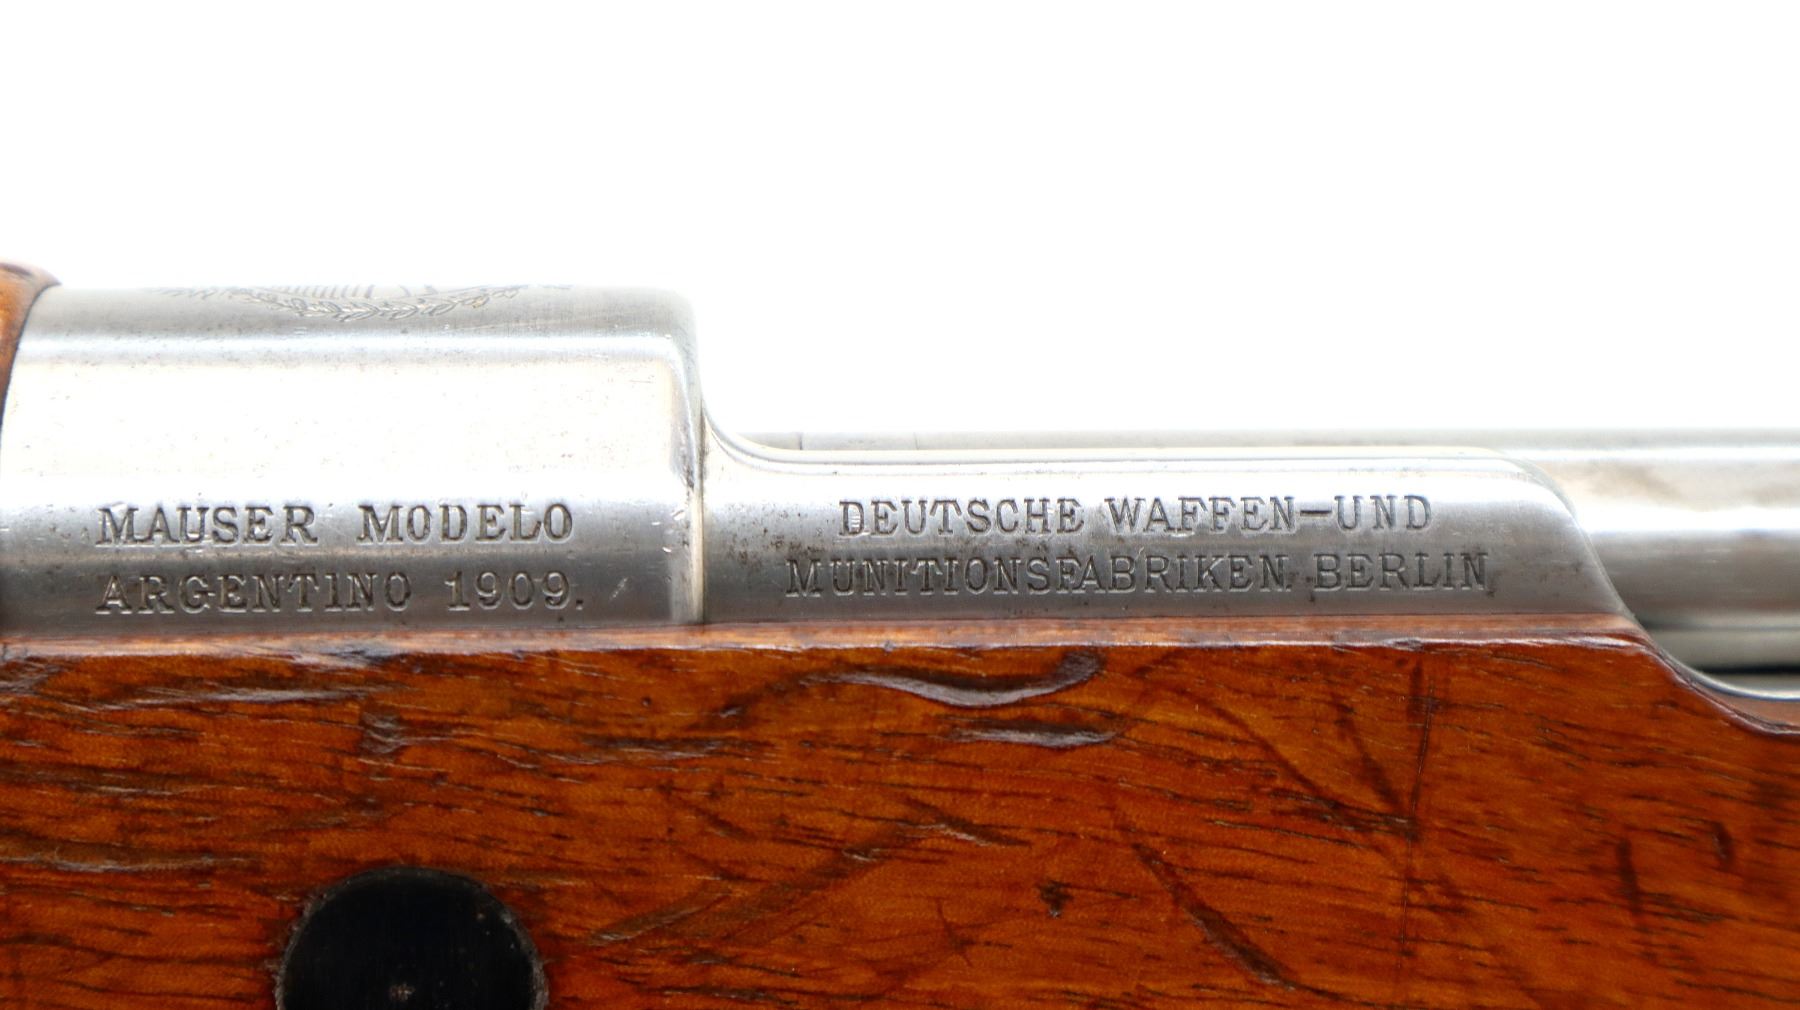 MAUSER MODELO
ARGENTINO 1909.
DEUTSCHE WAFFEN-UND
MUNITIONSFABRIKEN. BERLIN